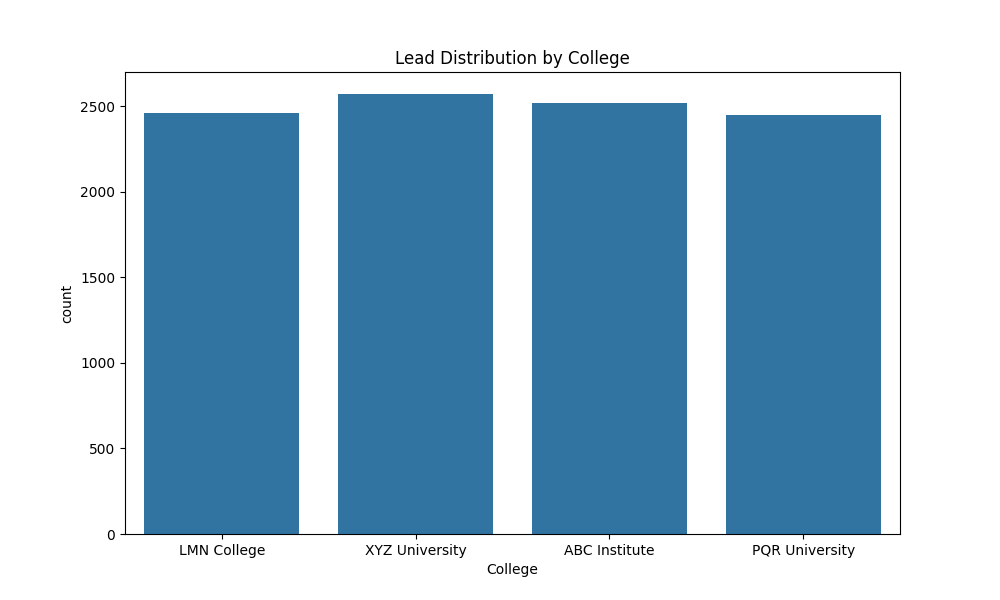 Lead Distribution by College
2500
2000
1500
1000
500
0
count
LMN College
XYZ University
ABC Institute
PQR University
College